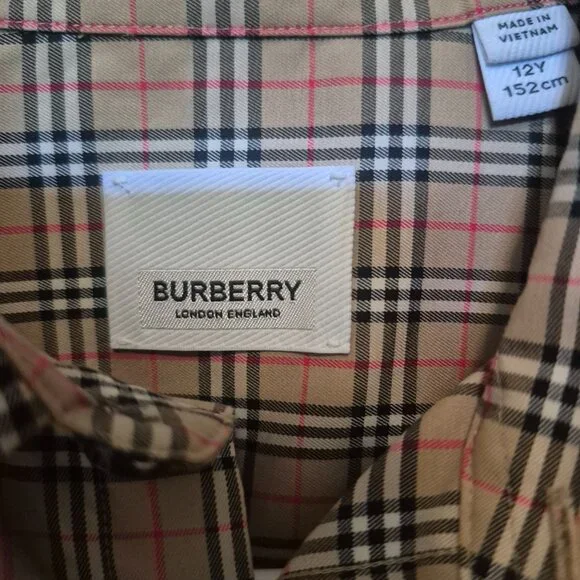 MADE IN
VIETNAM
12Y
152cm
BURBERRY
LONDON ENGLAND